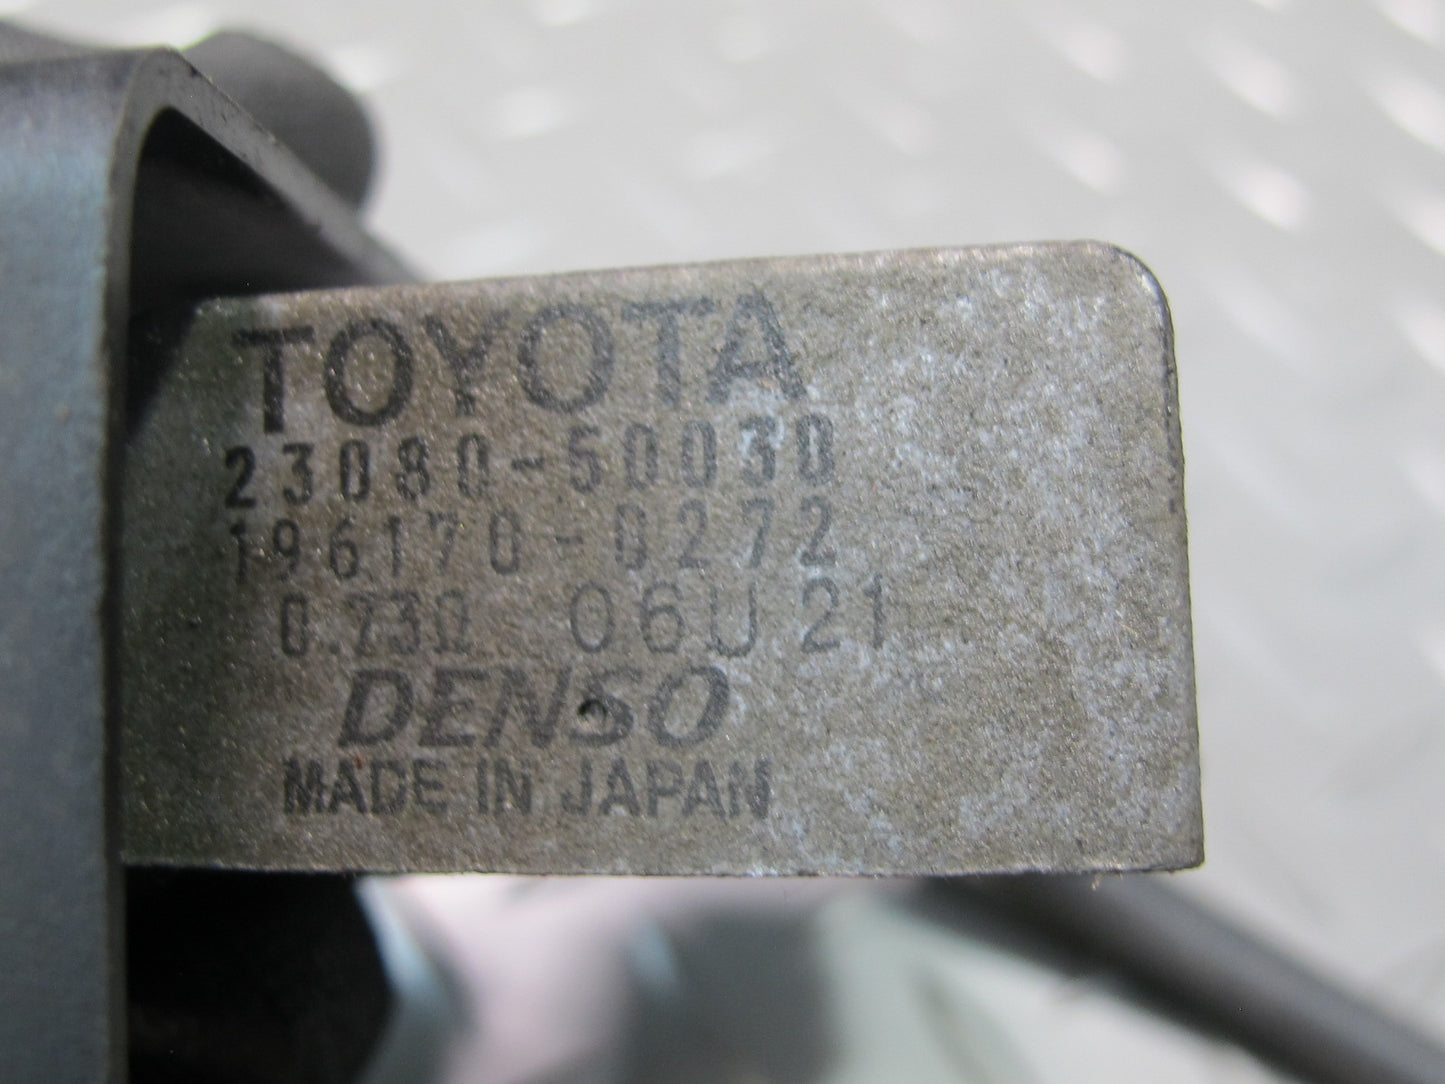 TOYOTA
23080-50030
196170-0272
0.73Ω 06U21
DENSO
MADE IN JAPAN